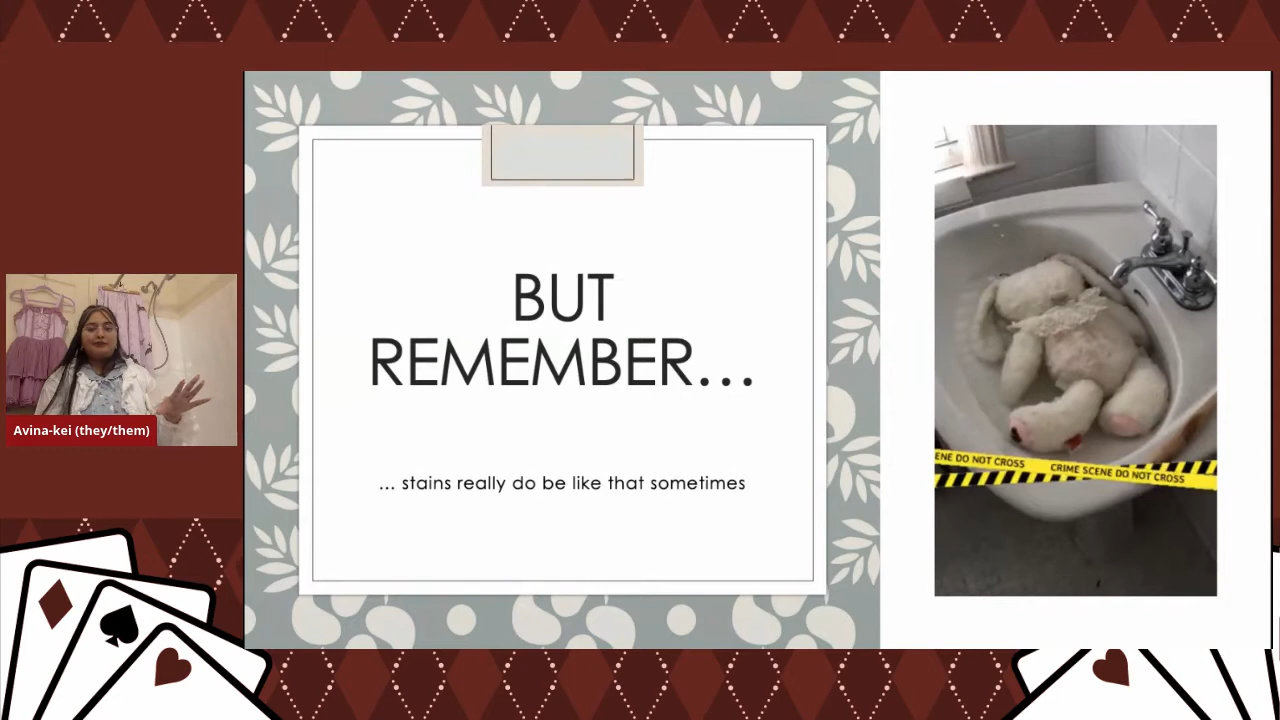 BUT
REMEMBER...
... stains really do be like that sometimes
Avina-kei (they/them)
ENE DO NOT CROSS
CRIME SCENE DO NOT CROSS